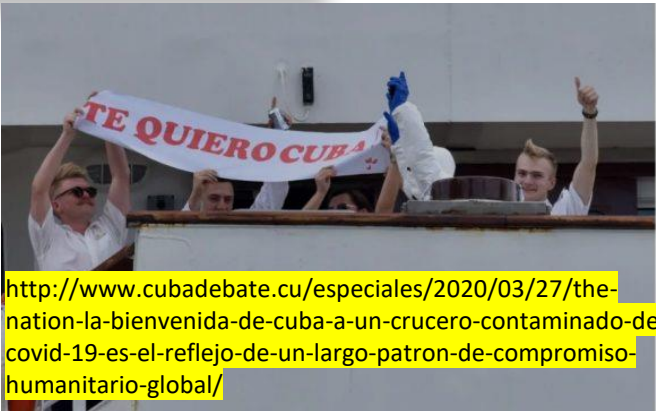 TE QUIERO CUBA
http://www.cubadebate.cu/especiales/2020/03/27/the-
nation-la-bienvenida-de-cuba-a-un-crucero-contaminado-de
covid-19-es-el-reflejo-de-un-largo-patron-de-compromiso-
humanitario-global/